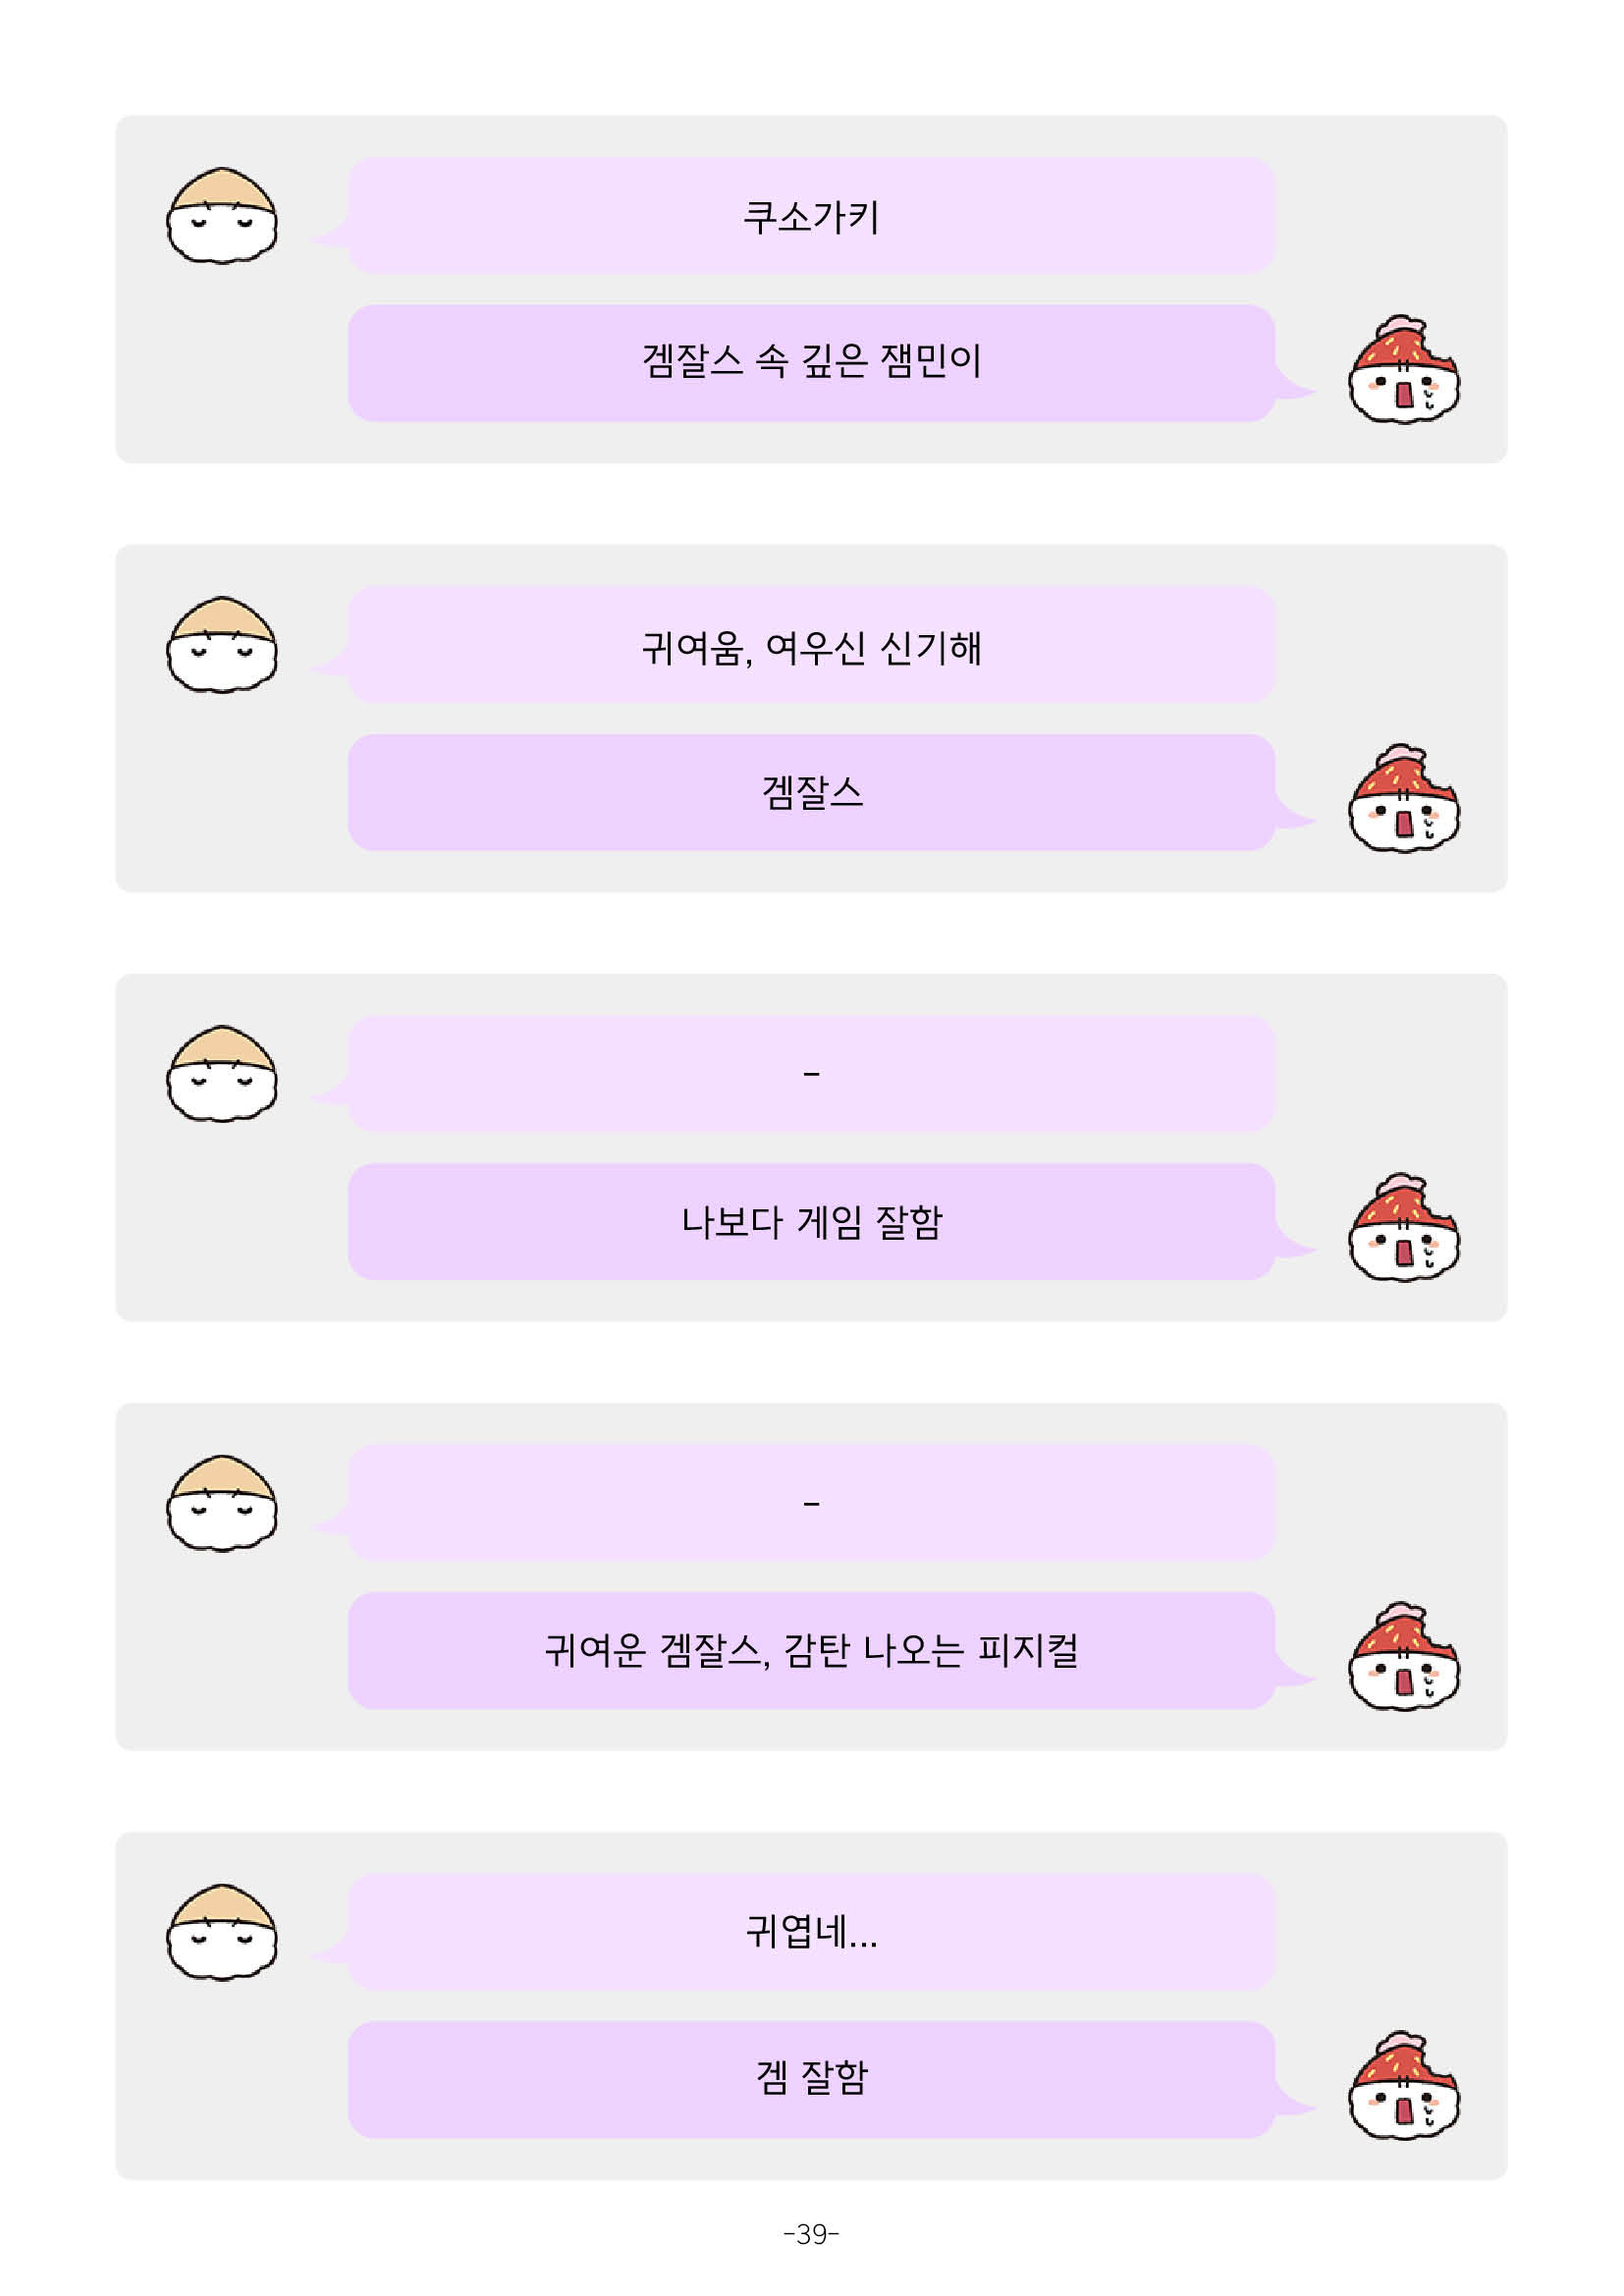 쿠소가키
겜잘스 속 깊은 잼민이
귀여움, 여우신 신기해
겜잘스
-
나보다 게임 잘함
-
귀여운 겜잘스, 감탄 나오는 피지컬
귀엽네...
겜 잘함
-39-